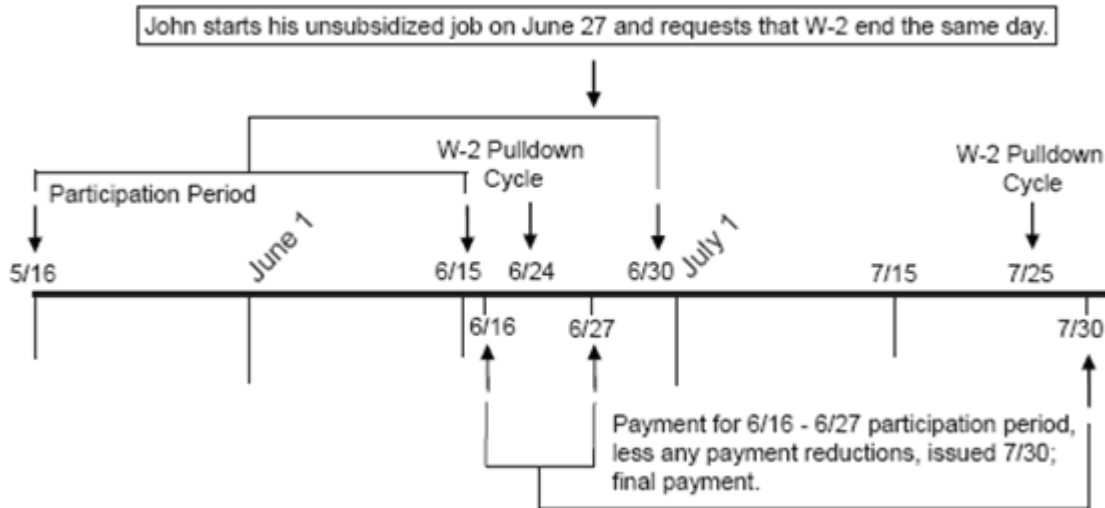 John starts his unsubsidized job on June 27 and requests that W-2 end the same day.
W-2 Pulldown
Cycle
W-2 Pulldown
Cycle
Participation Period
June 1
July 1
5/16
6/15
6/24
6/30
7/15
7/25
6/16
6/27
7/30
Payment for 6/16 - 6/27 participation period,
less any payment reductions, issued 7/30;
final payment.